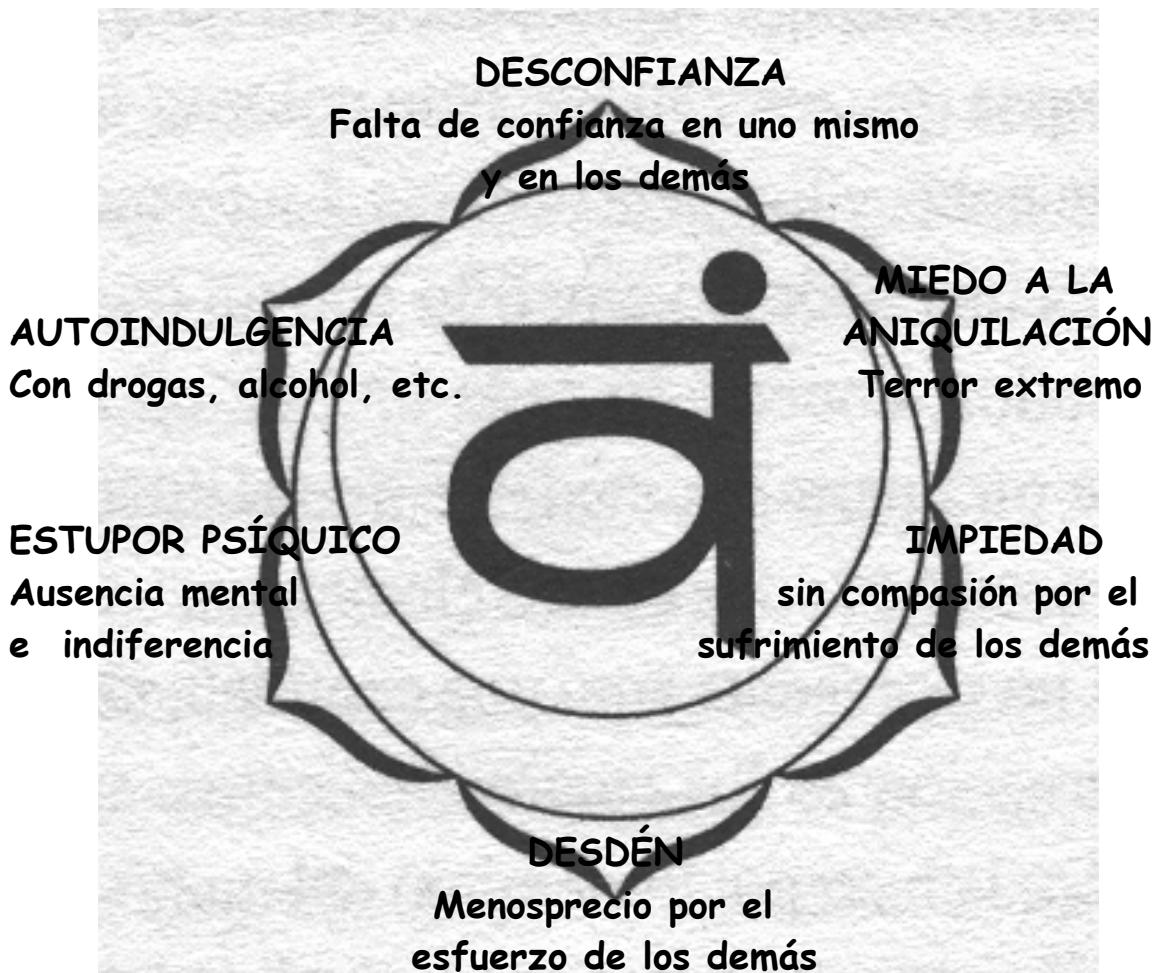 DESCONFIANZA
Falta de confianza en uno mismo
y en los demás
MIEDO A LA
ANIQUILACIÓN
Terror extremo
AUTOINDULGENCIA
Con drogas, alcohol, etc.
वं
ESTUPOR PSÍQUICO
Ausencia mental
e indiferencia
IMPIEDAD
sin compasión por el
sufrimiento de los demás
DESDÉN
Menosprecio por el
esfuerzo de los demás